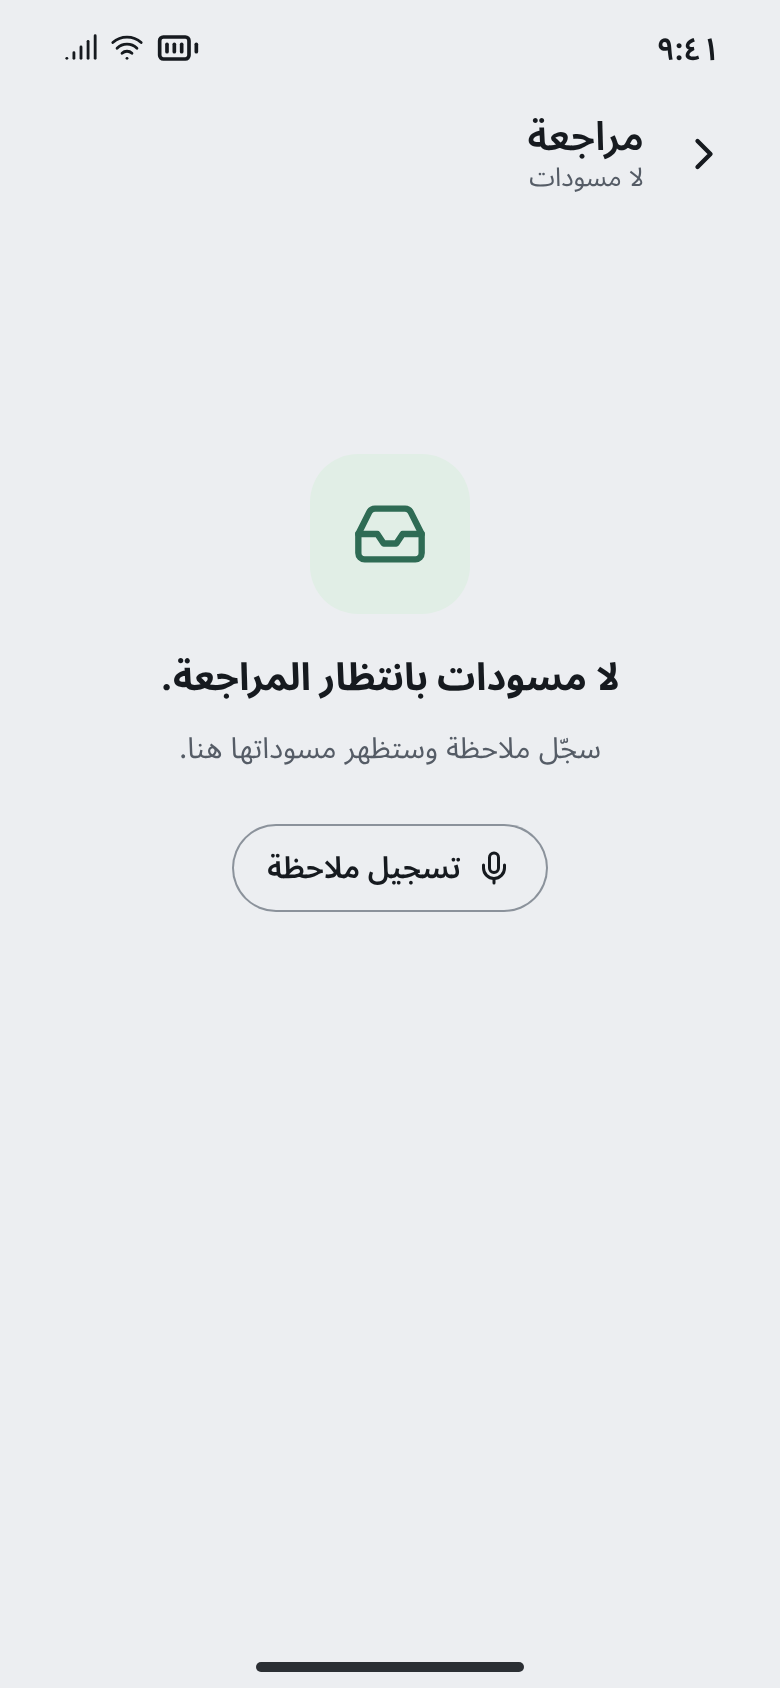 ٩:٤١
مراجعة
لا مسودات
لا مسودات بانتظار المراجعة.
سجّل ملاحظة وستظهر مسوداتها هنا.
تسجيل ملاحظة